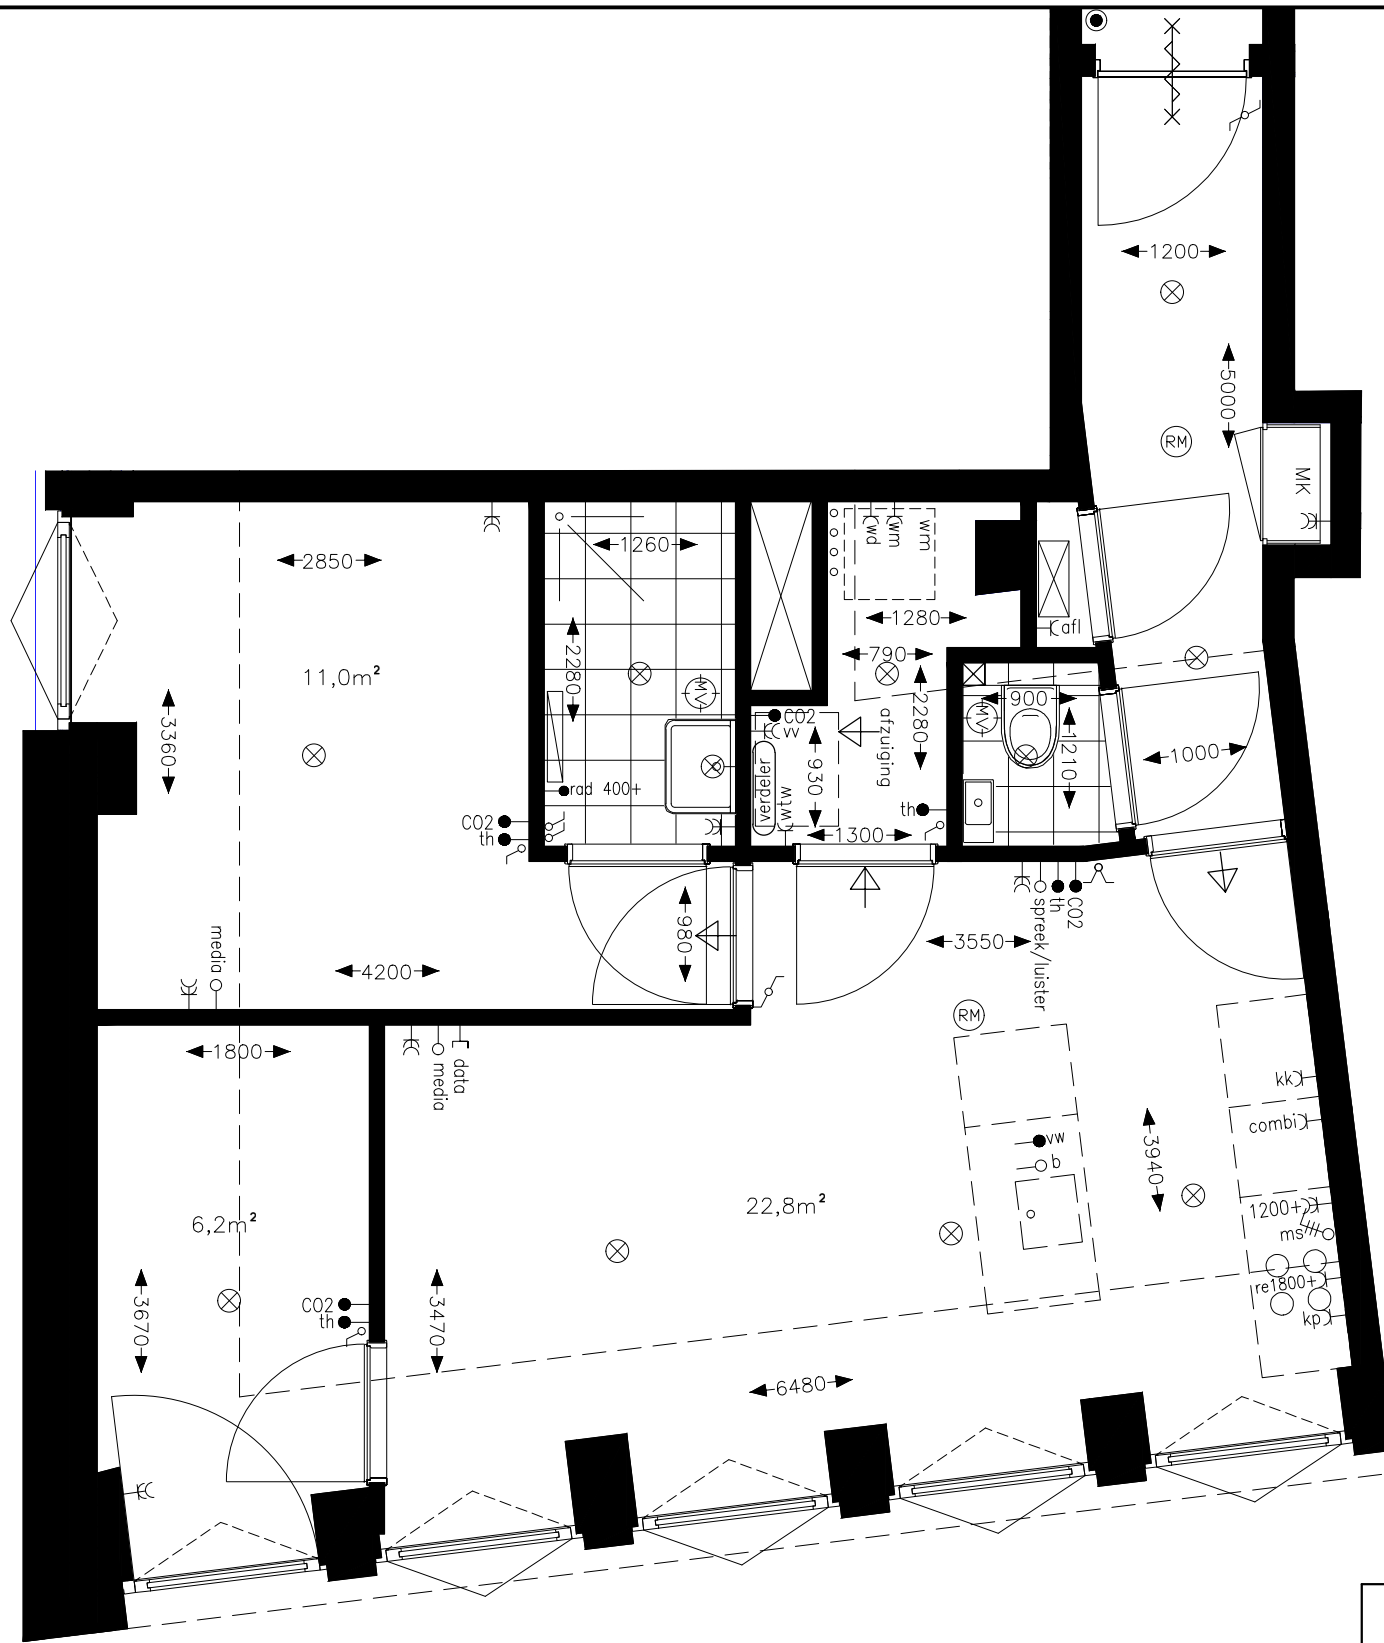 1200
5000
RM
MK
2850
1260
wd
wm
wm
1280
Cafl
790
11,0m²
2280
MV
900
MV
2280
3360
CO2
vv
930
afzuiging
1210
1000
verdeler
wtw
rad 400+
CO2
th
th
1300
media
980
spreek/luister
th
CO2
3550
4200
RM
1800
data
media
kk
combi
vw
b
3940
6,2m²
22,8m²
1200+
ms
re1800+
kp
CO2
th
3670
3470
6480